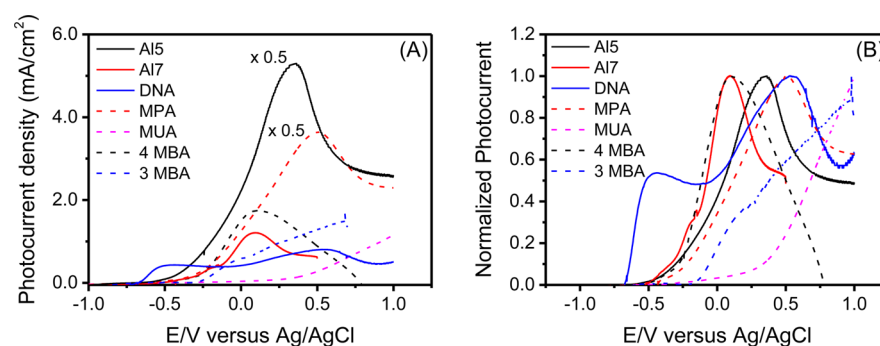 6.0
4.0
2.0
0.0
Photocurrent density (mA/cm²)
Al5
Al7
DNA
MPA
MUA
4 MBA
3 MBA
x 0.5
x 0.5
(A)
-1.0 -0.5 0.0 0.5 1.0
E/V versus Ag/AgCl
1.2
1.0
0.8
0.6
0.4
0.2
0.0
Normalized Photocurrent
Al5
Al7
DNA
MPA
MUA
4 MBA
3 MBA
(B)
-1.0 -0.5 0.0 0.5 1.0
E/V versus Ag/AgCl